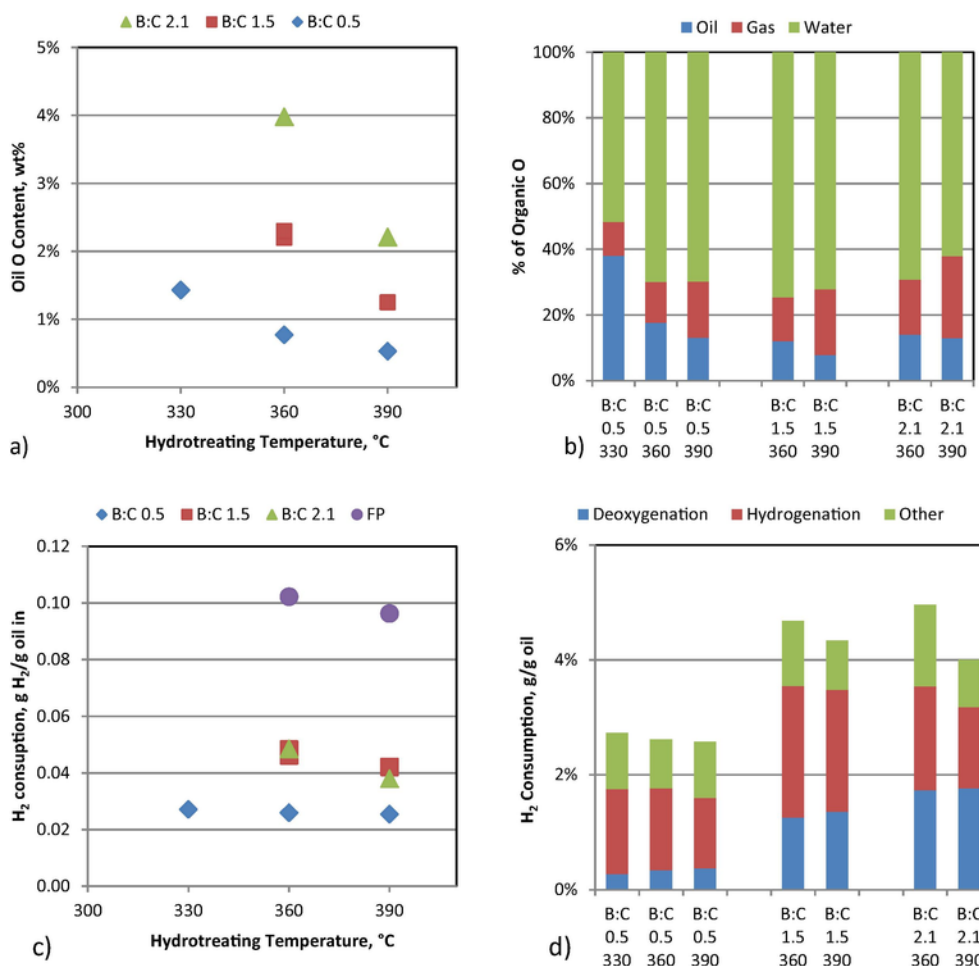 B:C 2.1 B:C 1.5 B:C 0.5
5%
4%
3%
2%
1%
0%
Oil O Content, wt%
300 330 360 390
Hydrotreating Temperature, °C
a)
Oil Gas Water
100%
80%
60%
40%
20%
0%
% of Organic O
B:C B:C B:C B:C B:C B:C B:C
0.5 0.5 0.5 1.5 1.5 2.1 2.1
330 360 390 360 390 360 390
b)
B:C 0.5 B:C 1.5 B:C 2.1 FP
0.12
0.10
0.08
0.06
0.04
0.02
0.00
H₂ consuption, g H₂/g oil in
300 330 360 390
Hydrotreating Temperature, °C
c)
Deoxygenation Hydrogenation Other
6%
4%
2%
0%
H₂ Consumption, g/g oil
B:C B:C B:C B:C B:C B:C B:C
0.5 0.5 0.5 1.5 1.5 2.1 2.1
330 360 390 360 390 360 390
d)